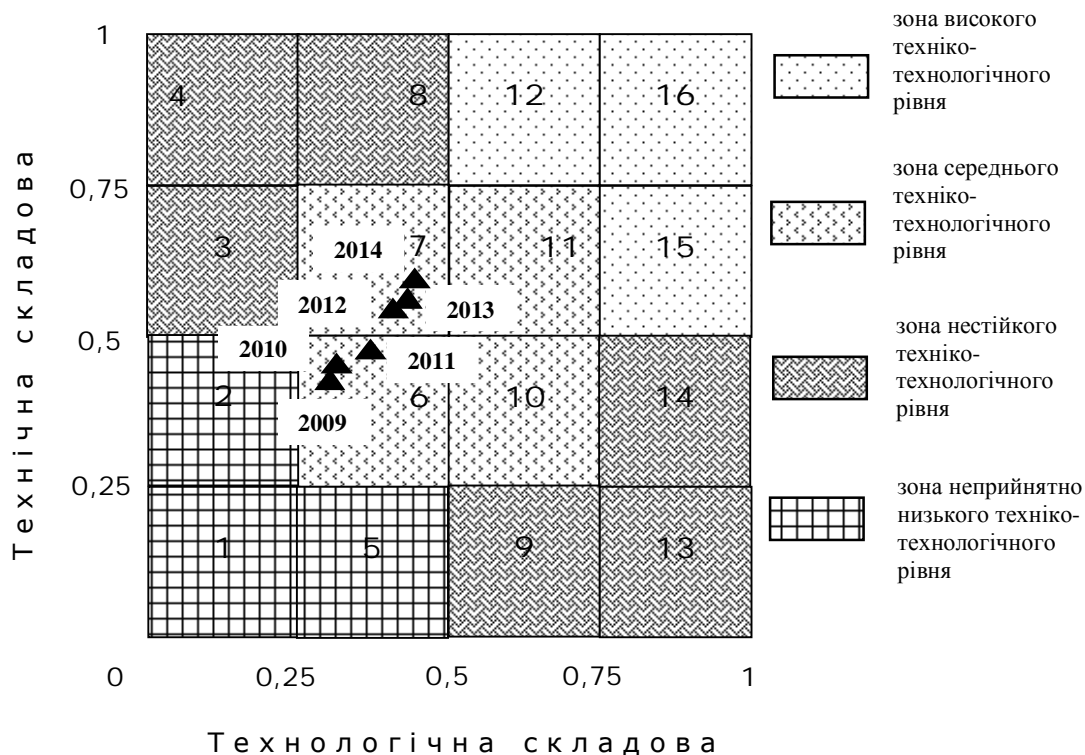 Технічна складова
1
0,75
0,5
0,25
0
4
8
12
16
3
2014
7
11
15
2012
2013
2010
2011
2
6
10
14
2009
1
5
9
13
0,25
0,5
0,75
1
Технологічна складова
зона високого
техніко-
технологічного
рівня
зона середнього
техніко-
технологічного
рівня
зона нестійкого
техніко-
технологічного
рівня
зона неприйнятно
низького техніко-
технологічного
рівня